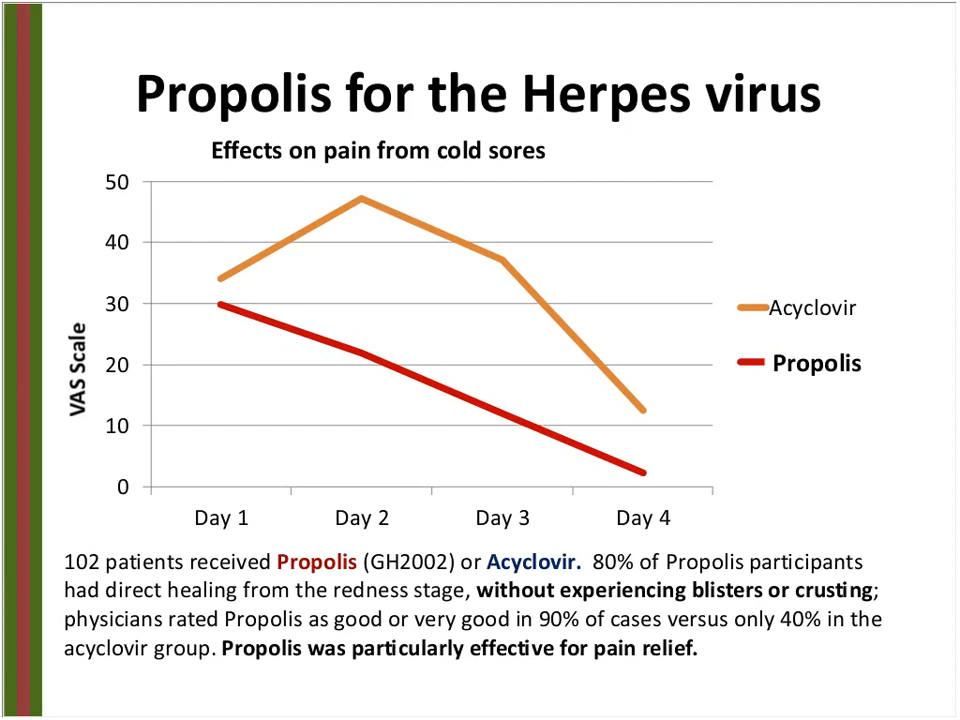 Propolis for the Herpes virus
Effects on pain from cold sores
50
40
30
20
10
0
VAS Scale
Day 1 Day 2 Day 3 Day 4
Acyclovir
Propolis
102 patients received Propolis (GH2002) or Acyclovir. 80% of Propolis participants
had direct healing from the redness stage, without experiencing blisters or crusting;
physicians rated Propolis as good or very good in 90% of cases versus only 40% in the
acyclovir group. Propolis was particularly effective for pain relief.